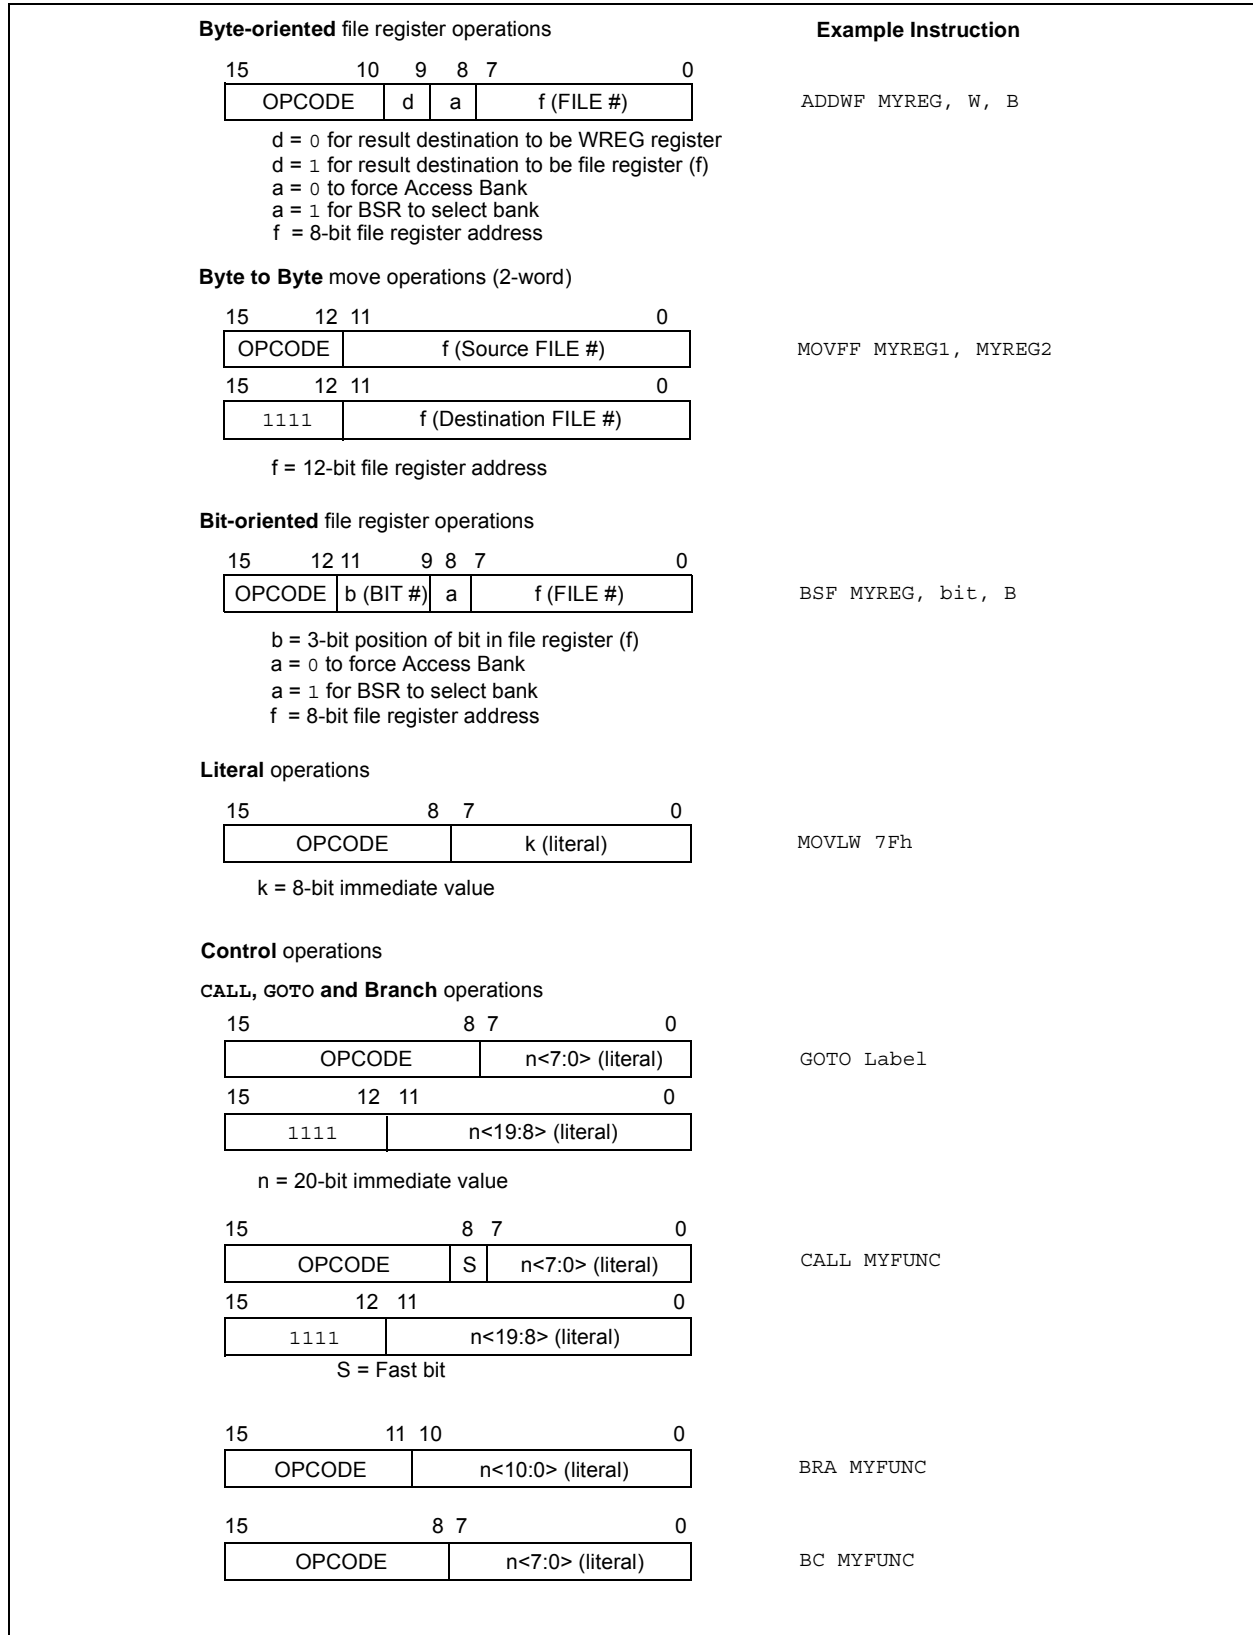 Byte-oriented file register operations Example Instruction
15 10 9 8 7 0
OPCODE d a f (FILE #) ADDWF MYREG, W, B
d = 0 for result destination to be WREG register
d = 1 for result destination to be file register (f)
a = 0 to force Access Bank
a = 1 for BSR to select bank
f = 8-bit file register address
Byte to Byte move operations (2-word)
15 12 11 0
OPCODE f (Source FILE #) MOVFF MYREG1, MYREG2
15 12 11 0
1111 f (Destination FILE #)
f = 12-bit file register address
Bit-oriented file register operations
15 12 11 9 8 7 0
OPCODE b (BIT #) a f (FILE #) BSF MYREG, bit, B
b = 3-bit position of bit in file register (f)
a = 0 to force Access Bank
a = 1 for BSR to select bank
f = 8-bit file register address
Literal operations
15 8 7 0
OPCODE k (literal) MOVLW 7Fh
k = 8-bit immediate value
Control operations
CALL, GOTO and Branch operations
15 8 7 0
OPCODE n<7:0> (literal) GOTO Label
15 12 11 0
1111 n<19:8> (literal)
n = 20-bit immediate value
15 8 7 0
OPCODE S n<7:0> (literal) CALL MYFUNC
15 12 11 0
1111 n<19:8> (literal)
S = Fast bit
15 11 10 0
OPCODE n<10:0> (literal) BRA MYFUNC
15 8 7 0
OPCODE n<7:0> (literal) BC MYFUNC